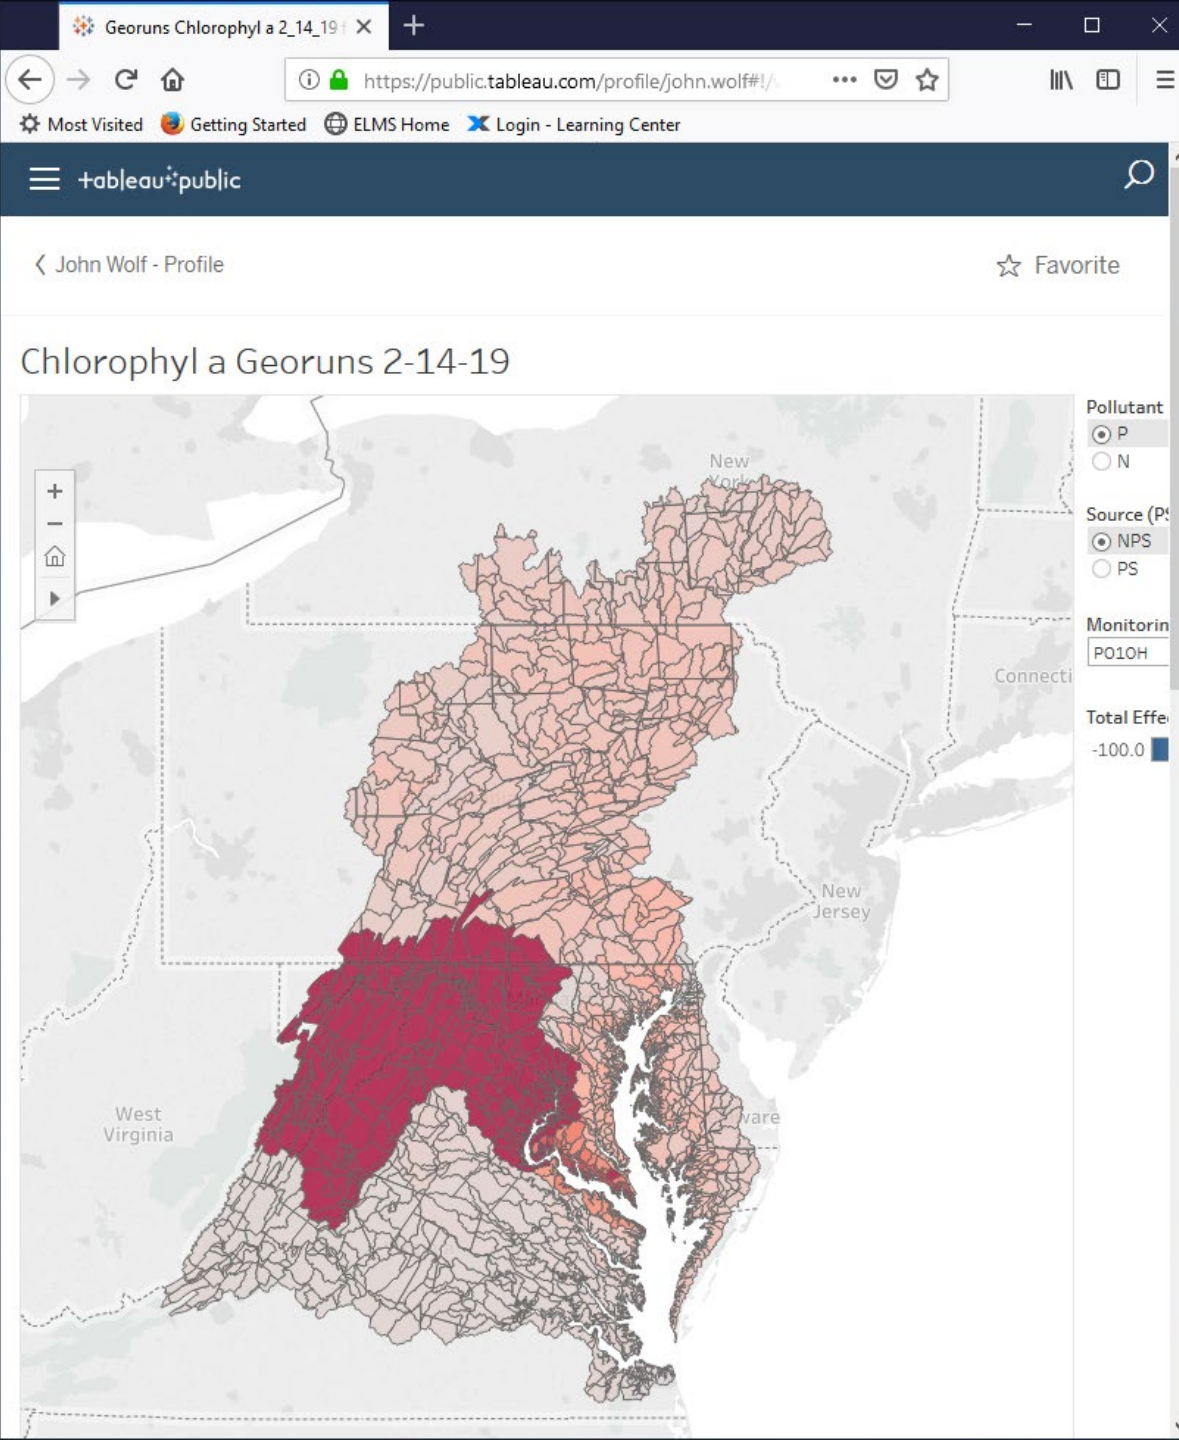 Georuns Chlorophyl a 2_14_19
https://public.tableau.com/profile/john.wolf#!/
Most Visited
Getting Started
ELMS Home
Login - Learning Center
+ableau public
John Wolf - Profile
Favorite
Chlorophyl a Georuns 2-14-19
Pollutant
P
N
Source (PS
NPS
PS
Monitorin
PO1OH
Total Effe
-100.0
New
York
Connecti
New
Jersey
West
Virginia
ware